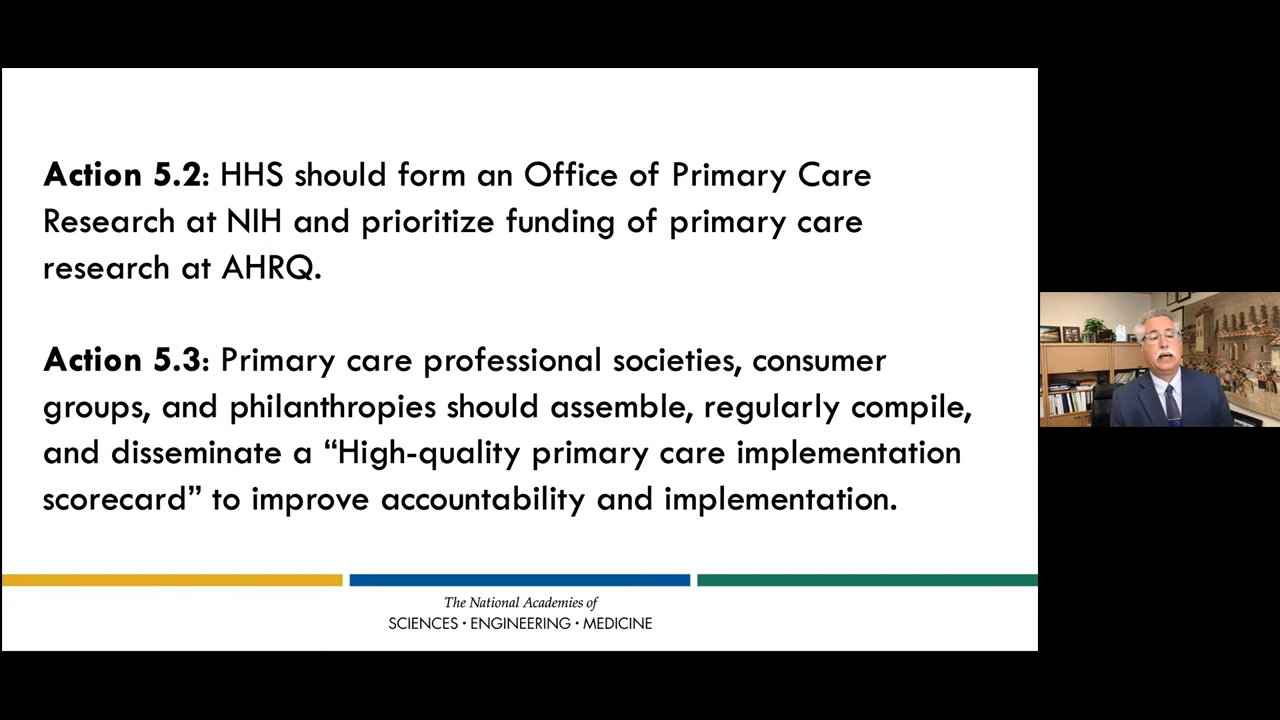 Action 5.2: HHS should form an Office of Primary Care
Research at NIH and prioritize funding of primary care
research at AHRQ.
Action 5.3: Primary care professional societies, consumer
groups, and philanthropies should assemble, regularly compile,
and disseminate a “High-quality primary care implementation
scorecard” to improve accountability and implementation.
The National Academies of
SCIENCES • ENGINEERING • MEDICINE